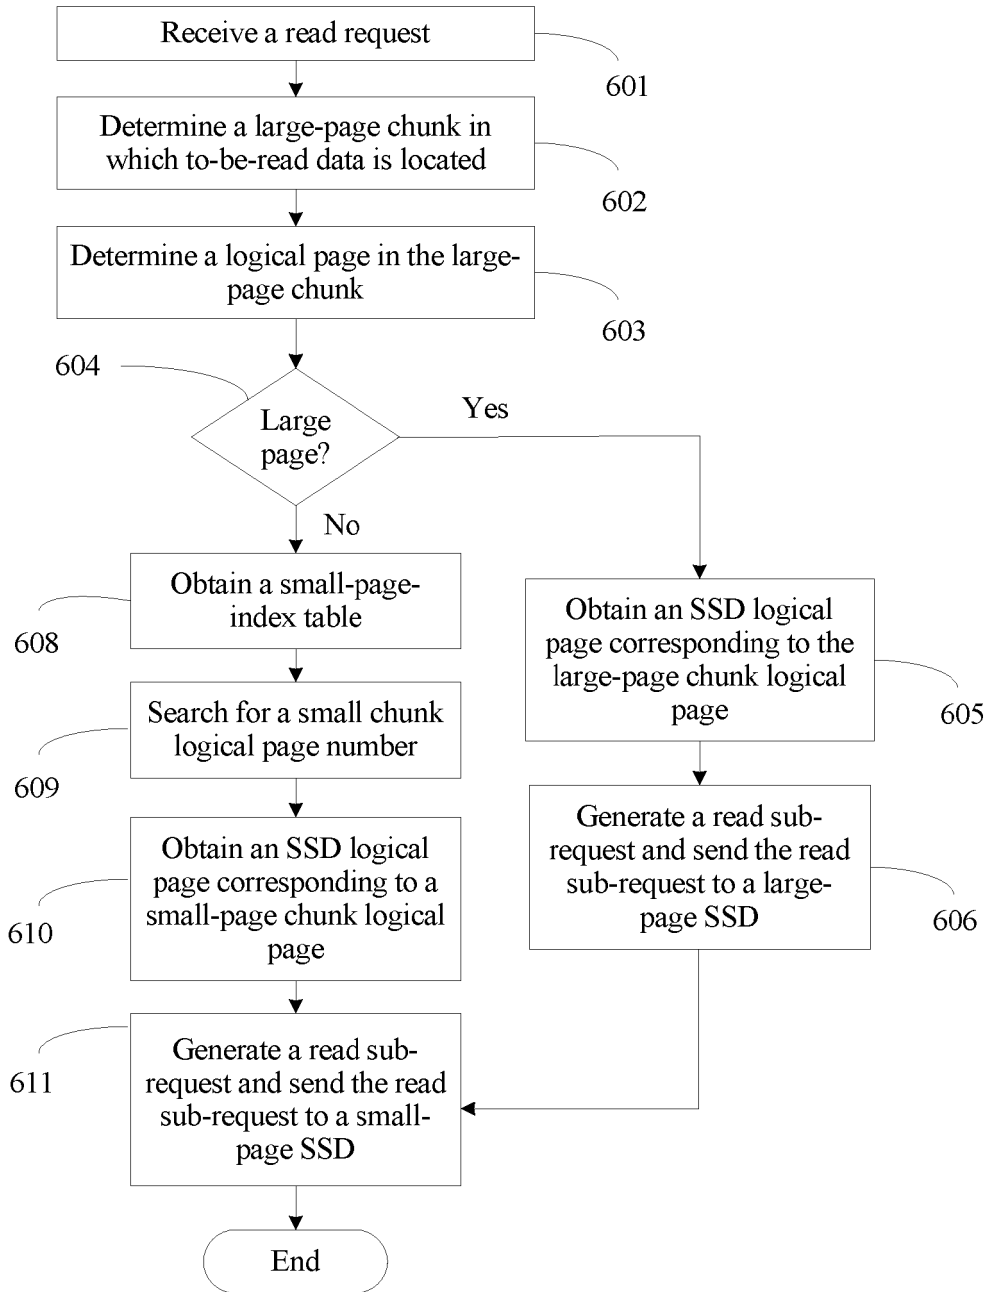 Receive a read request
601
Determine a large-page chunk in
which to-be-read data is located
602
Determine a logical page in the large-
page chunk
603
604
Large
page?
Yes
No
Obtain a small-page-
index table
608
Obtain an SSD logical
page corresponding to the
large-page chunk logical
page
605
Search for a small chunk
logical page number
609
Generate a read sub-
request and send the read
sub-request to a large-
page SSD
606
Obtain an SSD logical
page corresponding to a
small-page chunk logical
page
610
Generate a read sub-
request and send the read
sub-request to a small-
page SSD
611
End